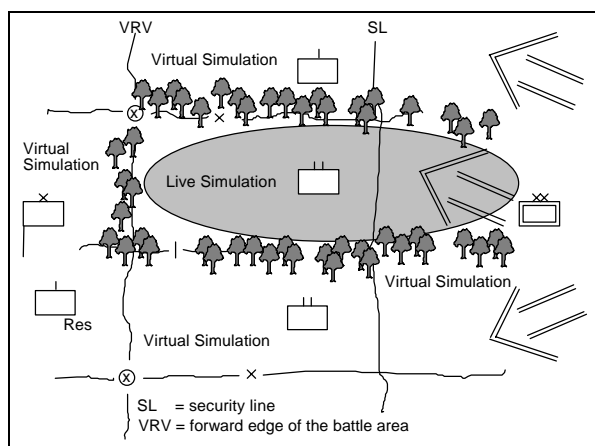 VRV
SL
Virtual Simulation
Virtual
Simulation
Live Simulation
Virtual Simulation
Res
Virtual Simulation
SL = security line
VRV = forward edge of the battle area